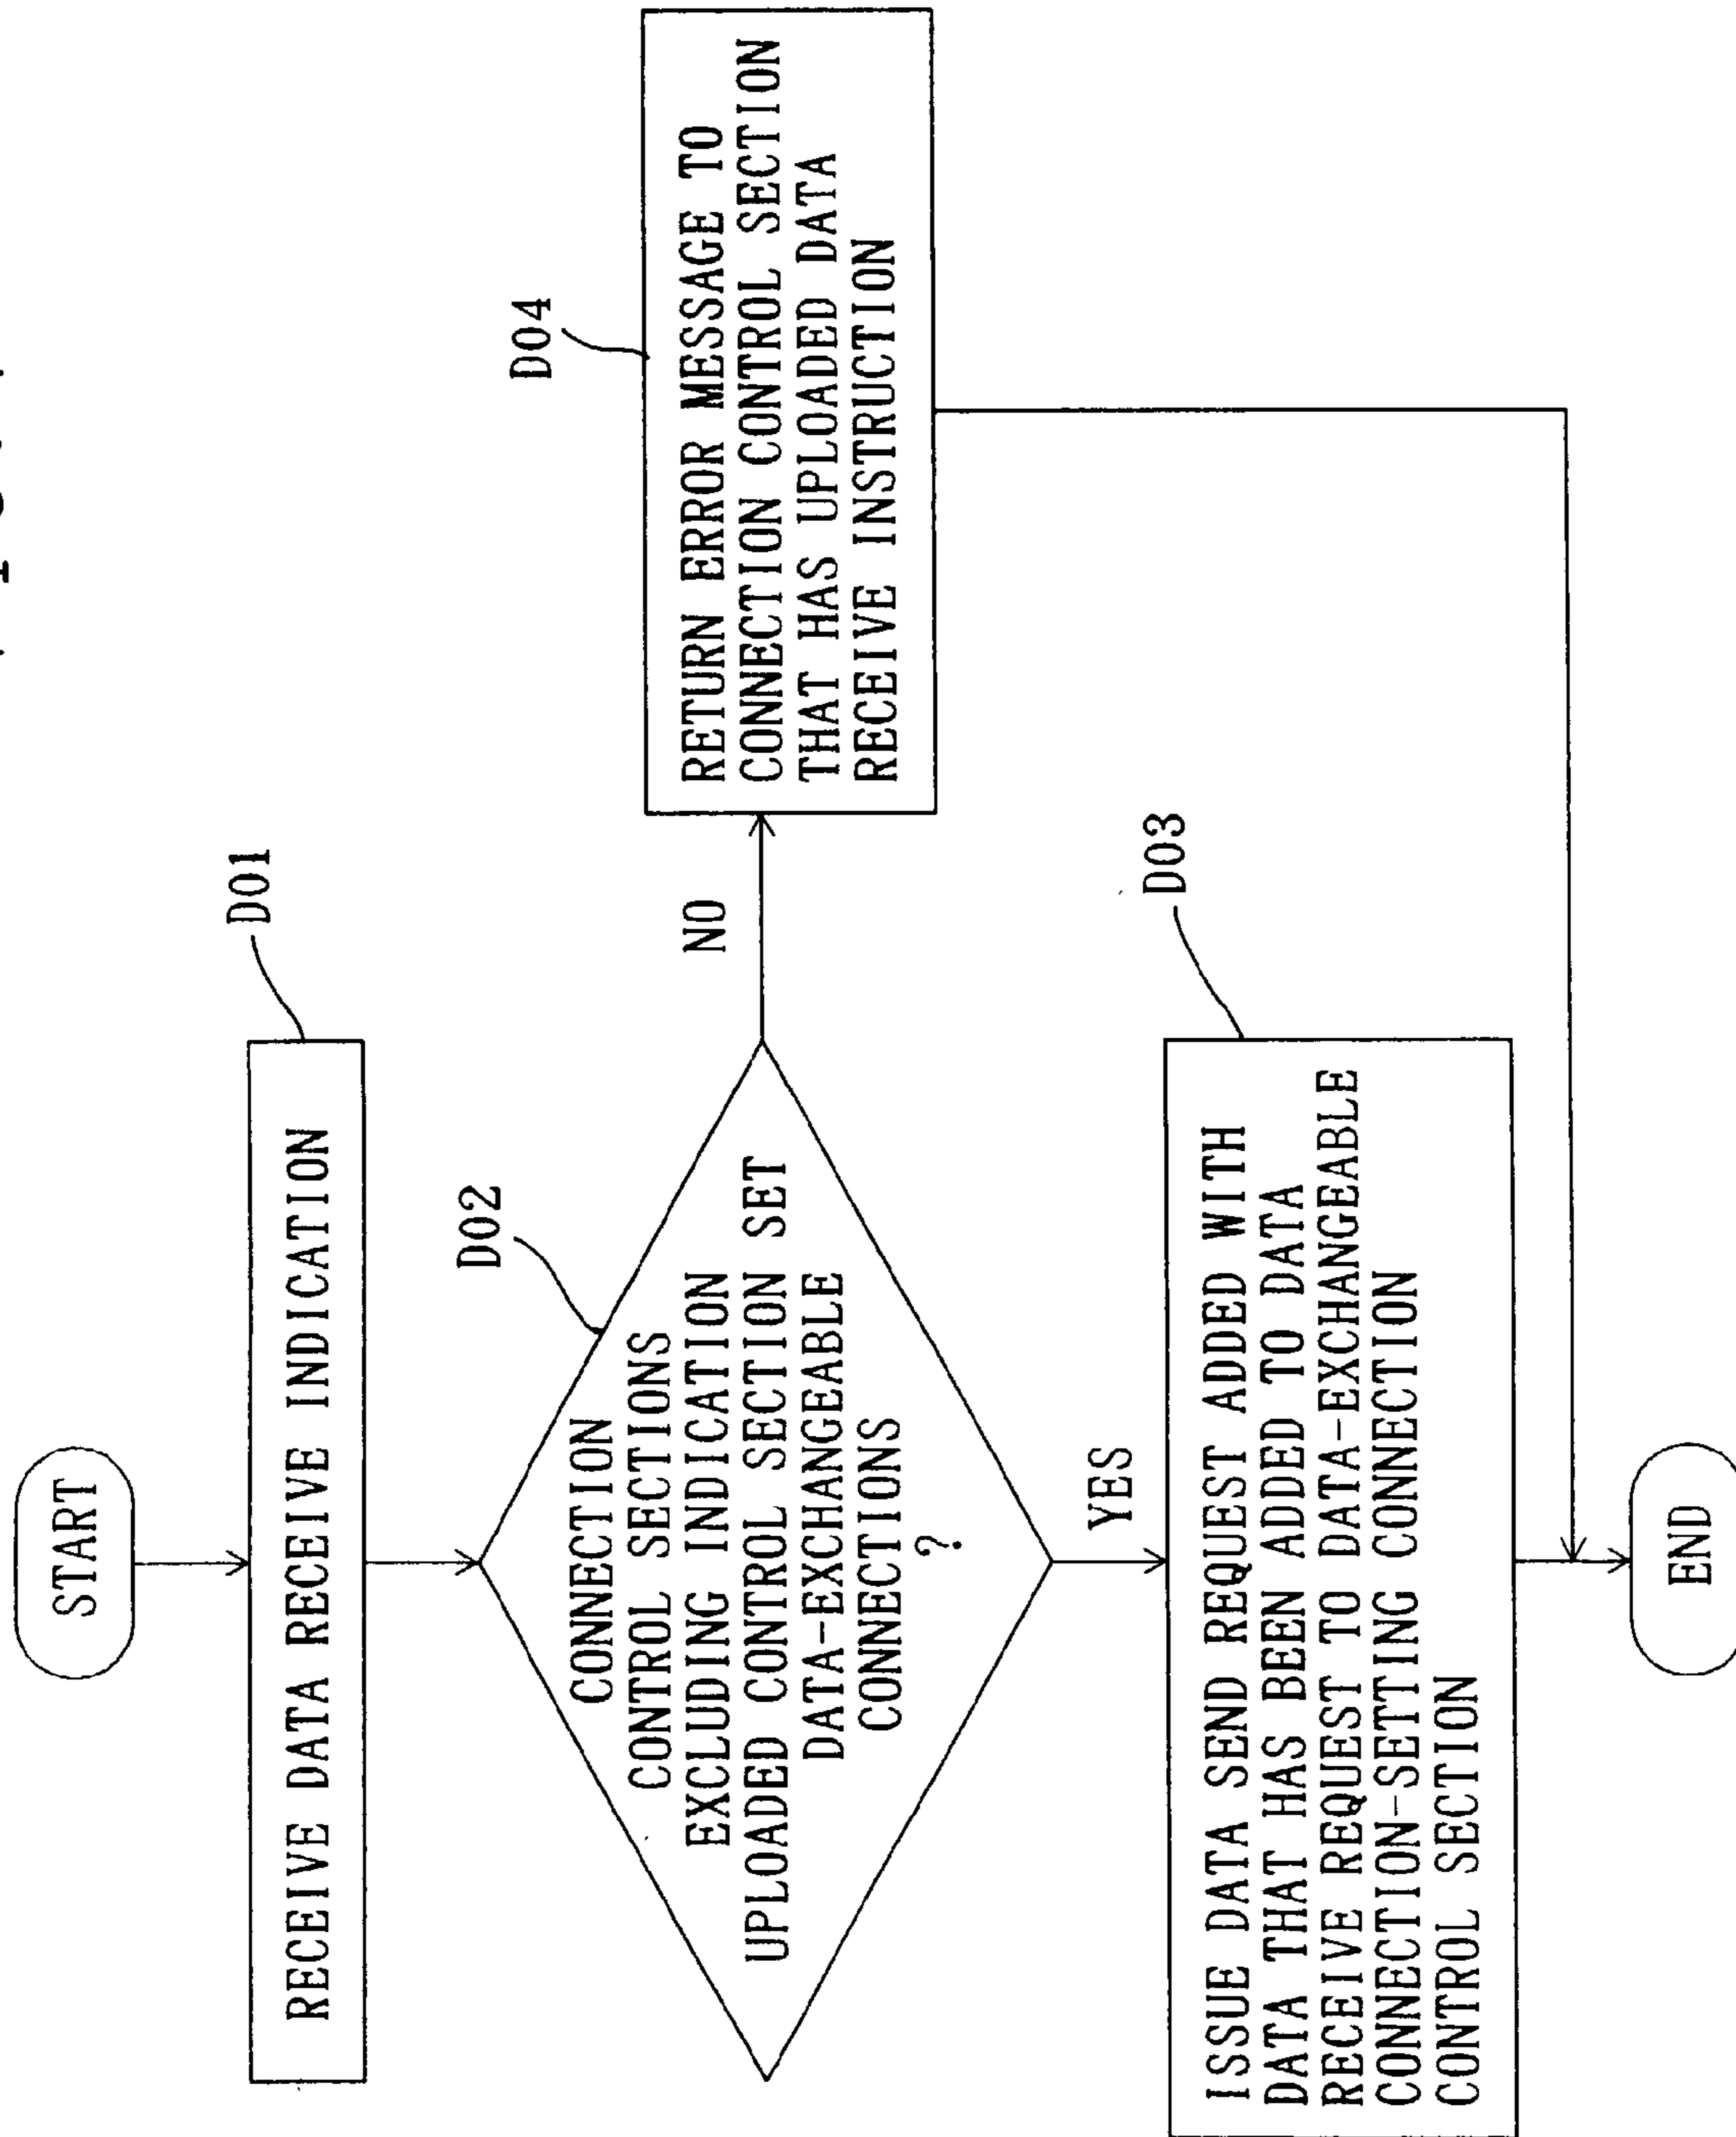 START
RECEIVE DATA RECEIVE INDICATION
D01
CONNECTION
CONTROL SECTIONS
EXCLUDING INDICATION
UPLOADED CONTROL SECTION SET
DATA-EXCHANGEABLE
CONNECTIONS
?
D02
NO
RETURN ERROR MESSAGE TO
CONNECTION CONTROL SECTION
THAT HAS UPLOADED DATA
RECEIVE INSTRUCTION
D04
YES
ISSUE DATA SEND REQUEST ADDED WITH
DATA THAT HAS BEEN ADDED TO DATA
RECEIVE REQUEST TO DATA-EXCHANGEABLE
CONNECTION-SETTING CONNECTION
CONTROL SECTION
D03
END